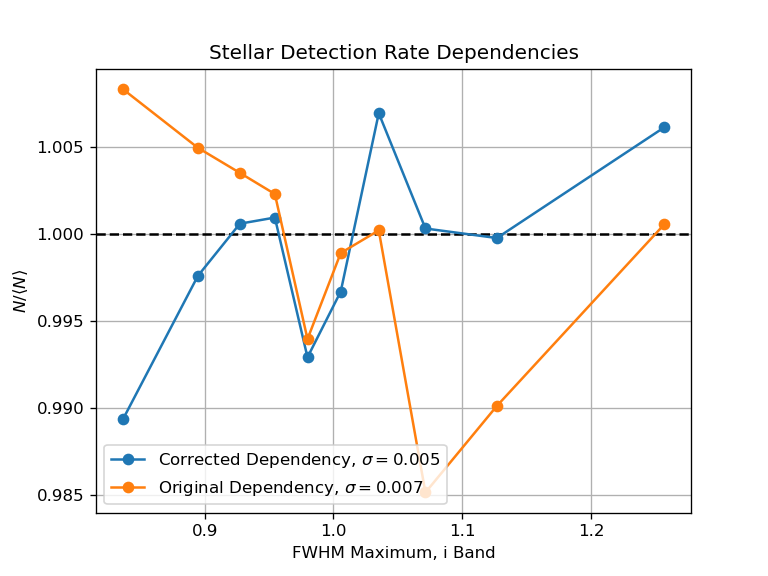 Stellar Detection Rate Dependencies
N/⟨N⟩
1.005
1.000
0.995
0.990
0.985
Corrected Dependency, σ = 0.005
Original Dependency, σ = 0.007
0.9 1.0 1.1 1.2
FWHM Maximum, i Band